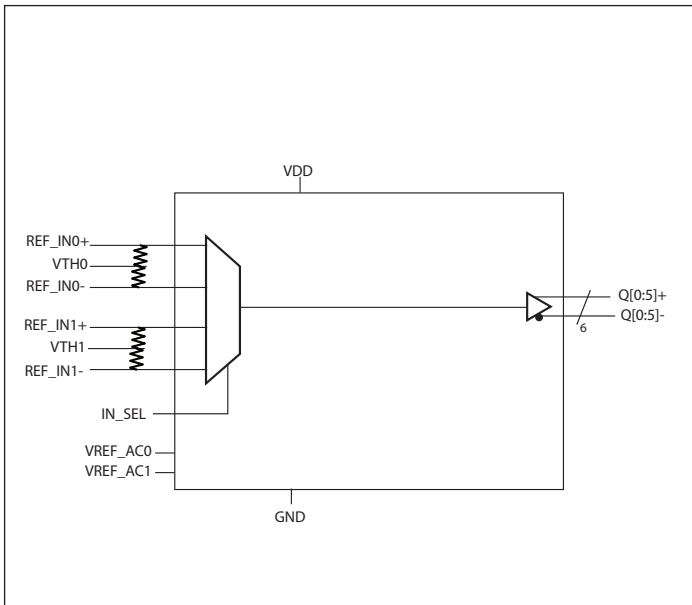 VDD
REF_IN0+
VTH0
REF_IN0-
REF_IN1+
VTH1
REF_IN1-
IN_SEL
VREF_AC0
VREF_AC1
GND
Q[0:5]+
Q[0:5]-
6